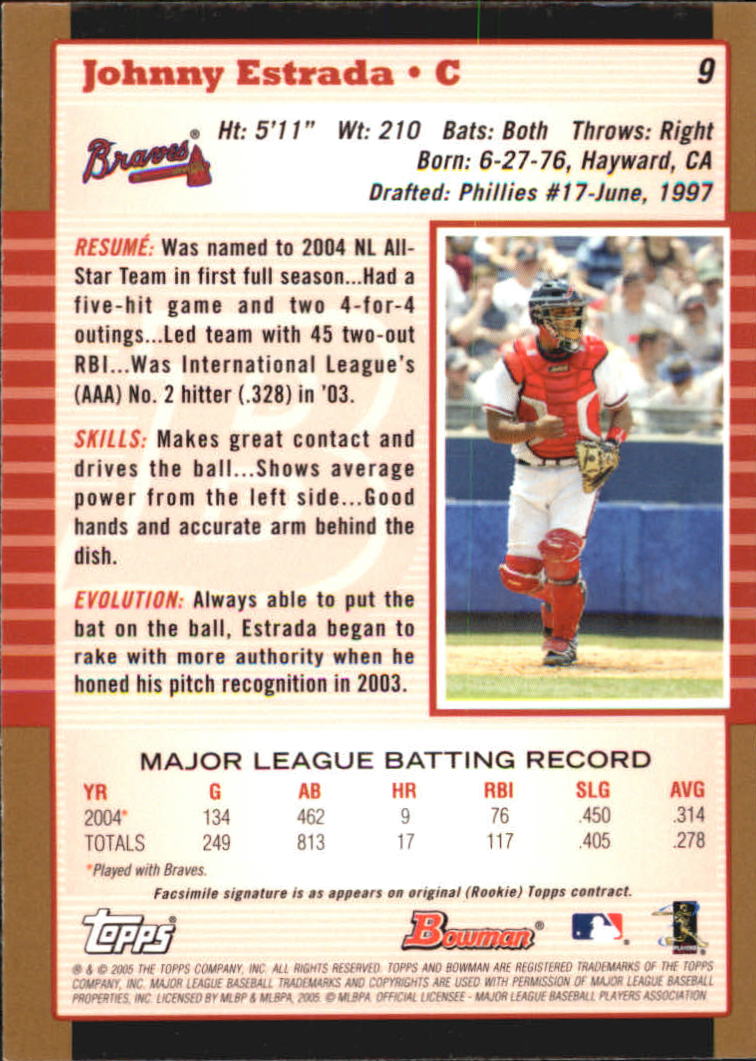 Johnny Estrada • C 9
Braves®
Ht: 5'11" Wt: 210 Bats: Both Throws: Right
Born: 6-27-76, Hayward, CA
Drafted: Phillies #17-June, 1997
RESUMÉ: Was named to 2004 NL All-
Star Team in first full season...Had a
five-hit game and two 4-for-4
outings...Led team with 45 two-out
RBI...Was International League's
(AAA) No. 2 hitter (.328) in '03.
SKILLS: Makes great contact and
drives the ball...Shows average
power from the left side...Good
hands and accurate arm behind the
dish.
EVOLUTION: Always able to put the
bat on the ball, Estrada began to
rake with more authority when he
honed his pitch recognition in 2003.
MAJOR LEAGUE BATTING RECORD
YR G AB HR RBI SLG AVG
2004* 134 462 9 76 .450 .314
TOTALS 249 813 17 117 .405 .278
*Played with Braves.
Facsimile signature is as appears on original (Rookie) Topps contract.
Topps® Bowman® PLAYERS
® & © 2005 THE TOPPS COMPANY, INC. ALL RIGHTS RESERVED. TOPPS AND BOWMAN ARE REGISTERED TRADEMARKS OF THE TOPPS
COMPANY, INC. MAJOR LEAGUE BASEBALL TRADEMARKS AND COPYRIGHTS ARE USED WITH PERMISSION OF MAJOR LEAGUE BASEBALL
PROPERTIES, INC. LICENSED BY MLBP & MLBPA, 2005. © MLBPA. OFFICIAL LICENSEE - MAJOR LEAGUE BASEBALL PLAYERS ASSOCIATION.